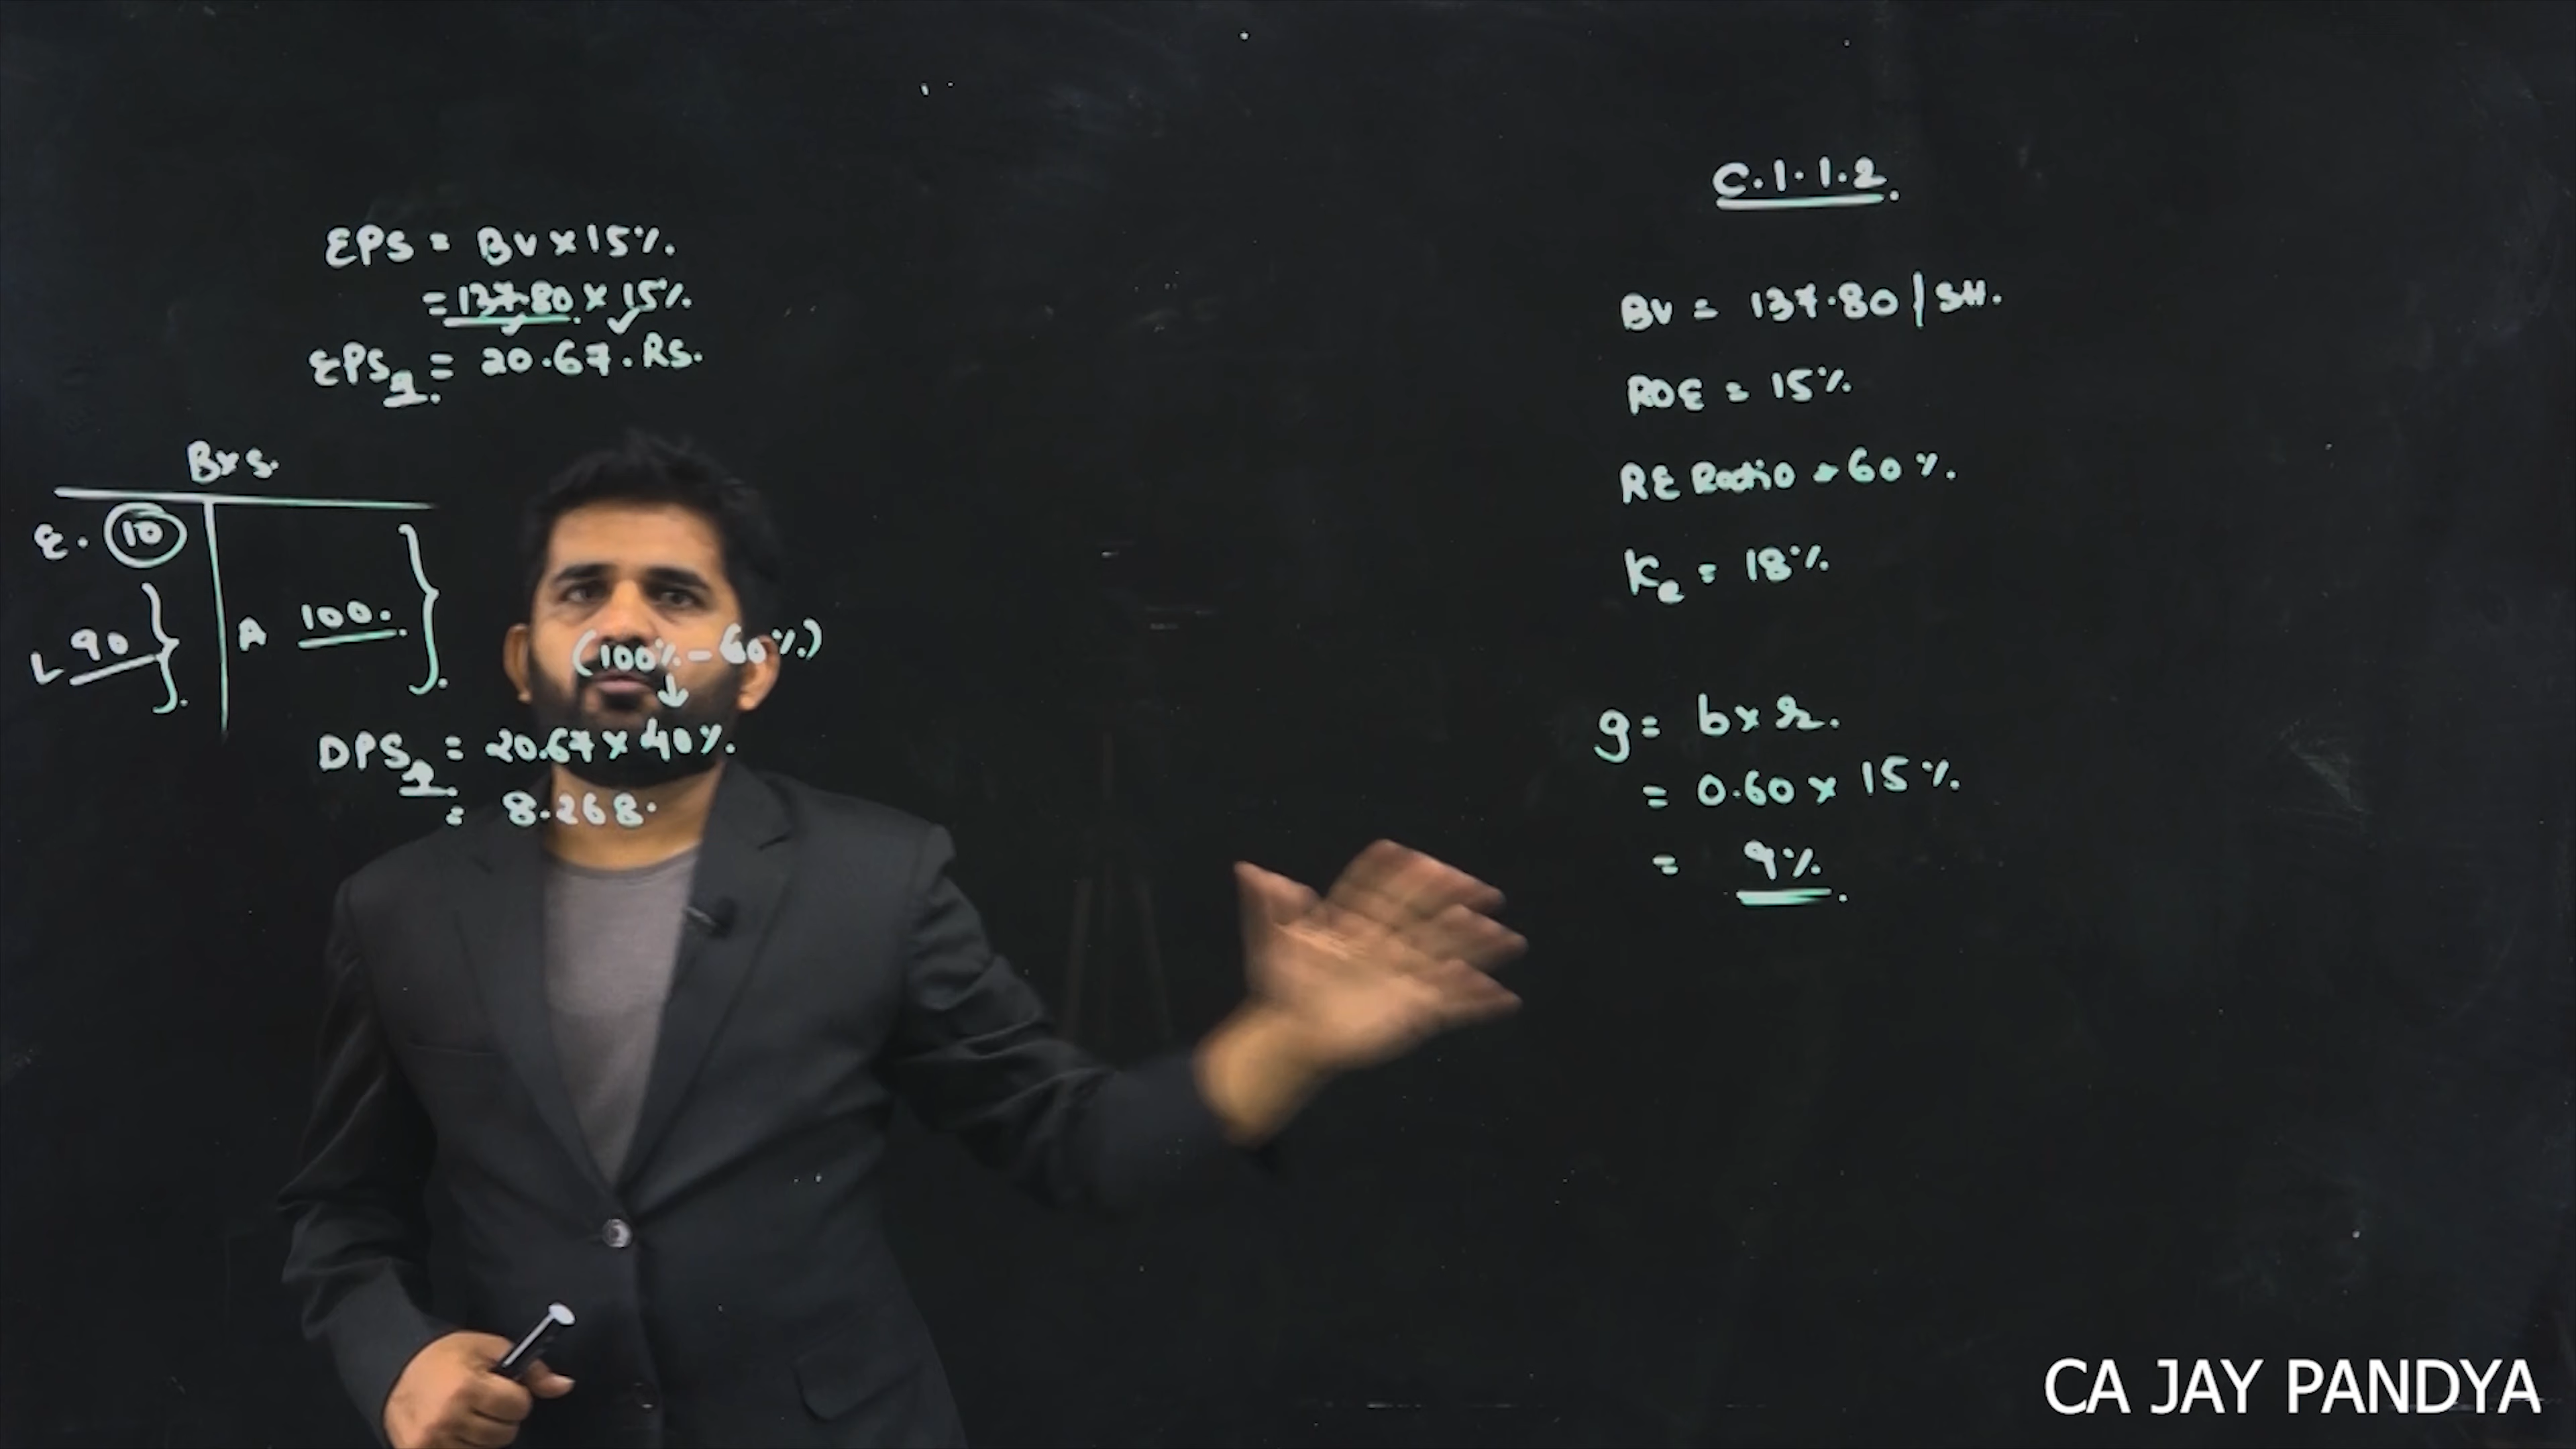 EPS = BV × 15%.
= 137.80 × 15%.
EPS1 = 20.67. RS.
B × S.
E. 10
L 90
A 100.
(100% - 60%)
↓
DPS1 = 20.67 × 40%.
= 8.268.
C.1.1.2.
BV = 137.80 / SH.
ROE = 15%.
RE Ratio = 60%.
Ke = 18%.
g = b × r.
= 0.60 × 15%.
= 9%.
CA JAY PANDYA